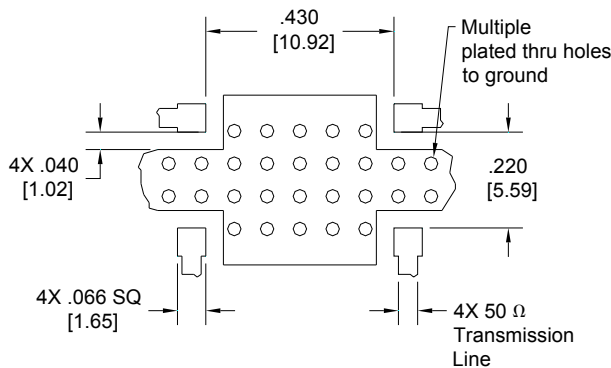 .430
[10.92]
Multiple
plated thru holes
to ground
4X .040
[1.02]
.220
[5.59]
4X .066 SQ
[1.65]
4X 50 Ω
Transmission
Line